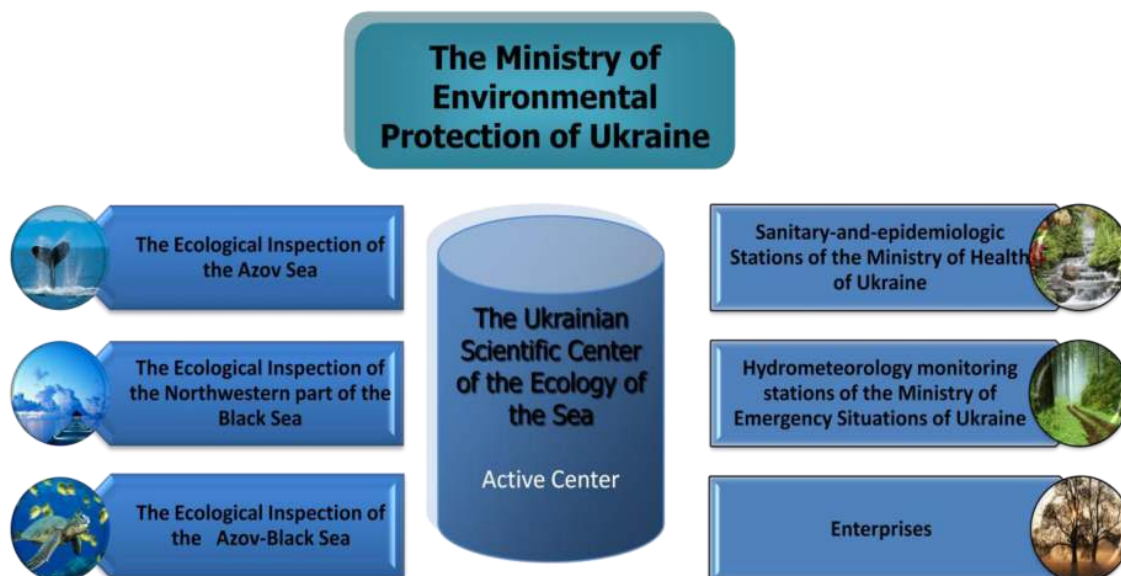 The Ministry of
Environmental
Protection of Ukraine
The Ecological Inspection of
the Azov Sea
The Ecological Inspection of
the Northwestern part of the
Black Sea
The Ecological Inspection of
the Azov-Black Sea
The Ukrainian
Scientific Center
of the Ecology of
the Sea
Active Center
Sanitary-and-epidemiologic
Stations of the Ministry of Health
of Ukraine
Hydrometeorology monitoring
stations of the Ministry of
Emergency Situations of Ukraine
Enterprises